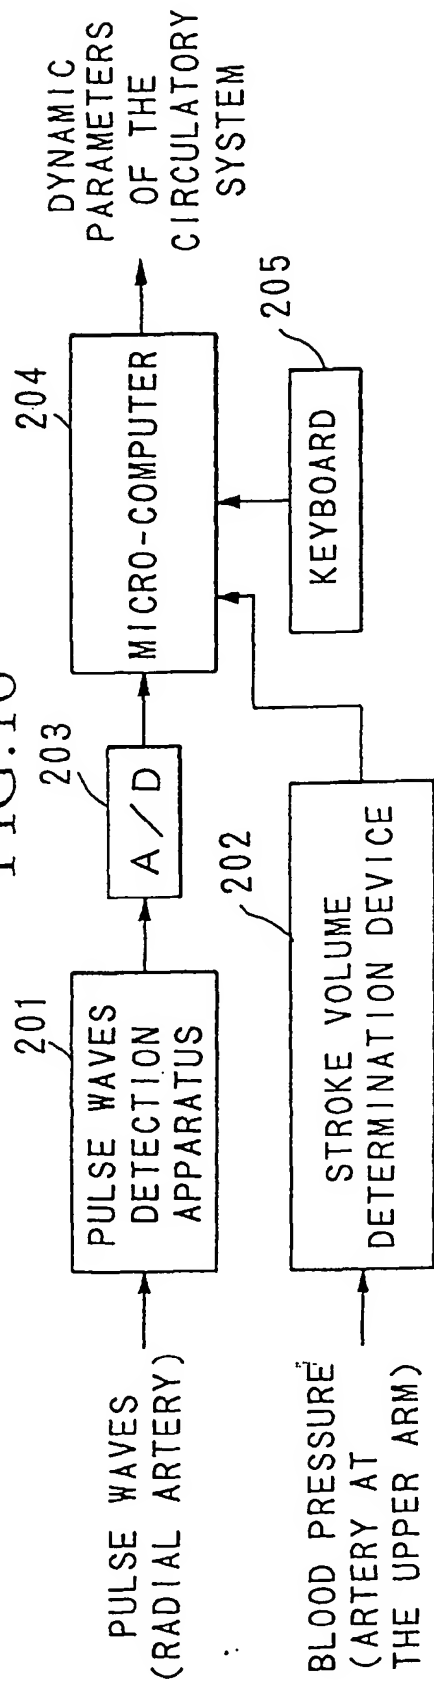 FIG.16
PULSE WAVES
(RADIAL ARTERY)
201
PULSE WAVES
DETECTION
APPARATUS
203
A/D
204
MICRO-COMPUTER
DYNAMIC
PARAMETERS
OF THE
CIRCULATORY
SYSTEM
BLOOD PRESSURE
(ARTERY AT
THE UPPER ARM)
202
STROKE VOLUME
DETERMINATION DEVICE
205
KEYBOARD